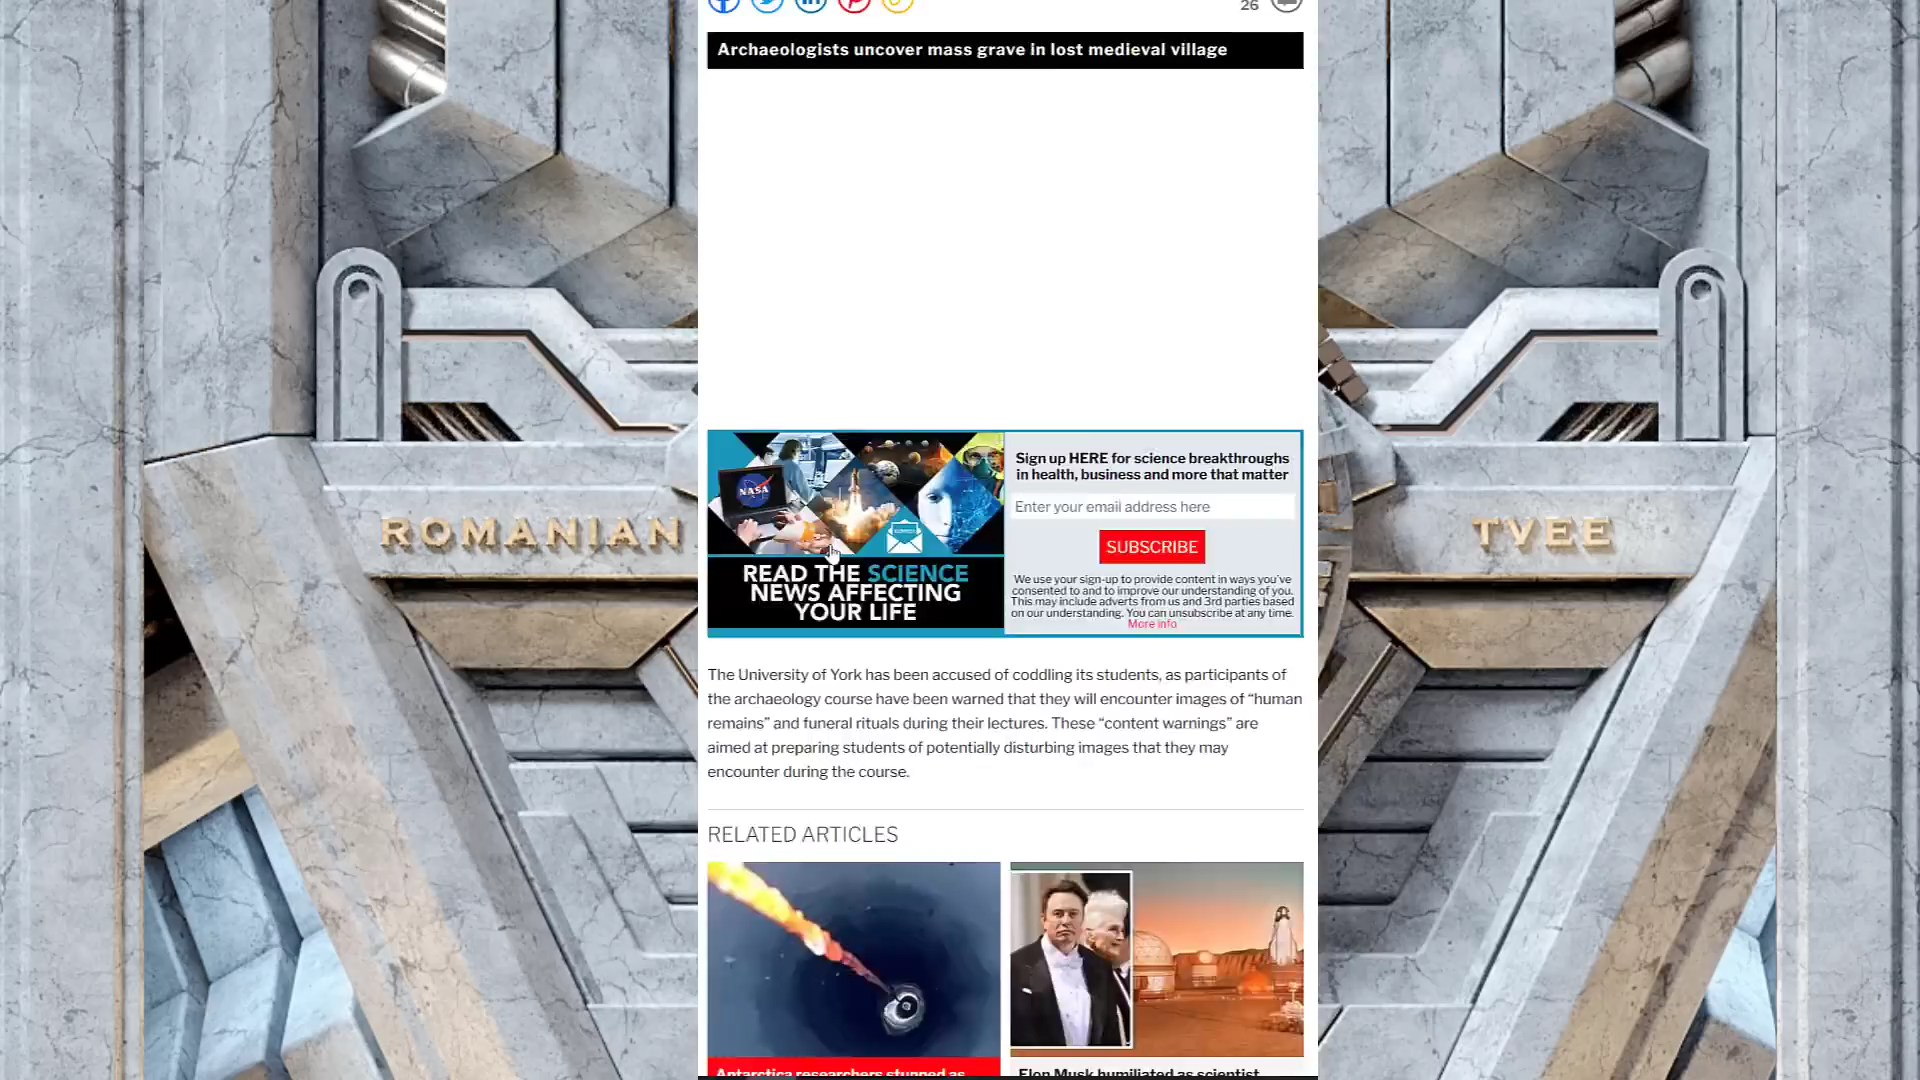 26
Archaeologists uncover mass grave in lost medieval village
NASA
READ THE SCIENCE
NEWS AFFECTING
YOUR LIFE
Sign up HERE for science breakthroughs
in health, business and more that matter
Enter your email address here
SUBSCRIBE
We use your sign-up to provide content in ways you've
consented to and to improve our understanding of you.
This may include adverts from us and 3rd parties based
on our understanding. You can unsubscribe at any time.
More info
ROMANIAN
TVEE
The University of York has been accused of coddling its students, as participants of
the archaeology course have been warned that they will encounter images of “human
remains” and funeral rituals during their lectures. These “content warnings” are
aimed at preparing students of potentially disturbing images that they may
encounter during the course.
RELATED ARTICLES
Antarctica researchers stunned as
Elon Musk humiliated as scientist